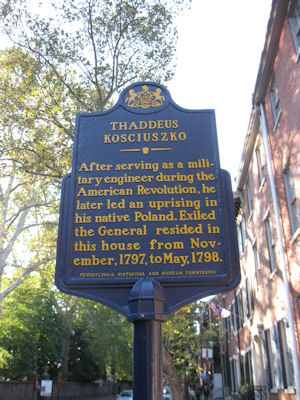 THADDEUS
KOSCIUSZKO
After serving as a mili-
tary engineer during the
American Revolution, he
later led an uprising in
his native Poland. Exiled,
the General resided in
this house from Nov-
ember, 1797, to May, 1798.
PENNSYLVANIA HISTORICAL AND MUSEUM COMMISSION